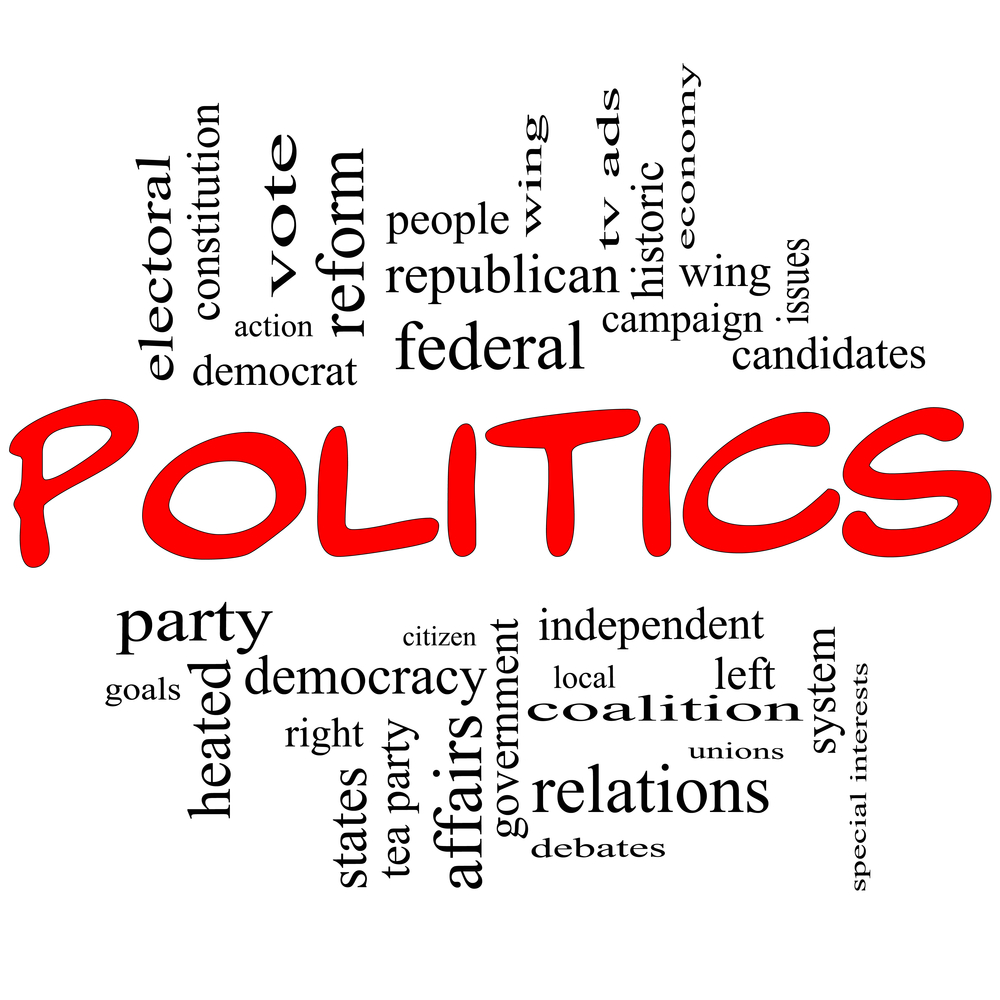 electoral
constitution
vote
reform
action
democrat
people
wing
republican
federal
tv ads
historic
economy
wing
issues
campaign
candidates
POLITICS
party
citizen
independent
goals
heated
democracy
government
local
left
system
coalition
right
states
tea party
affairs
unions
relations
debates
special interests